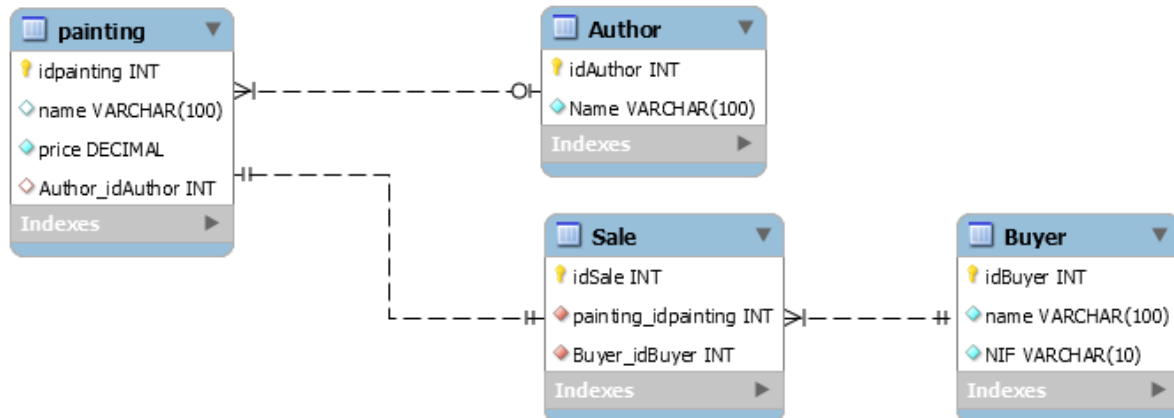 painting
idpainting INT
name VARCHAR(100)
price DECIMAL
Author_idAuthor INT
Indexes
Author
idAuthor INT
Name VARCHAR(100)
Indexes
Sale
idSale INT
painting_idpainting INT
Buyer_idBuyer INT
Indexes
Buyer
idBuyer INT
name VARCHAR(100)
NIF VARCHAR(10)
Indexes